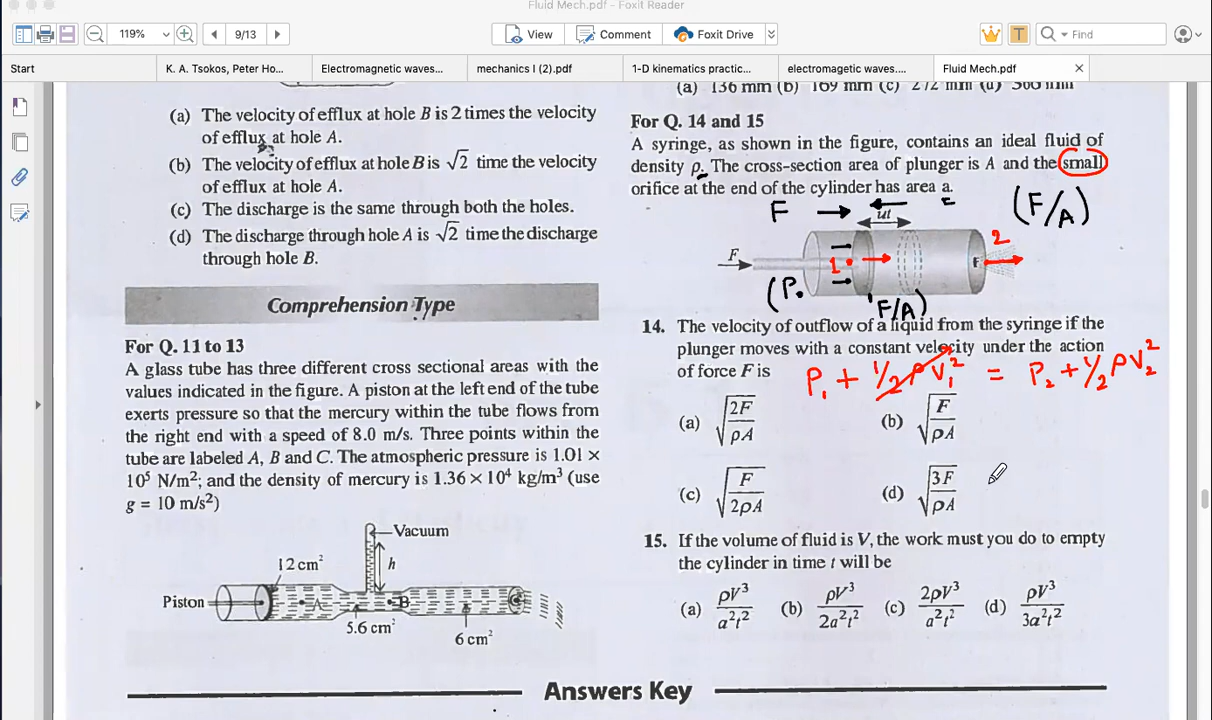 Fluid Mech.pdf - Foxit Reader
119%
9/13
View
Comment
Foxit Drive
T
Find
Start
K. A. Tsokos, Peter Ho...
Electromagnetic waves...
mechanics I (2).pdf
1-D kinematics practic...
electromagetic waves....
Fluid Mech.pdf
(a) The velocity of efflux at hole B is 2 times the velocity
of efflux at hole A.
(b) The velocity of efflux at hole B is √2 time the velocity
of efflux at hole A.
(c) The discharge is the same through both the holes.
(d) The discharge through hole A is √2 time the discharge
through hole B.
Comprehension Type
For Q. 11 to 13
A glass tube has three different cross sectional areas with the
values indicated in the figure. A piston at the left end of the tube
exerts pressure so that the mercury within the tube flows from
the right end with a speed of 8.0 m/s. Three points within the
tube are labeled A, B and C. The atmospheric pressure is 1.01 ×
10⁵ N/m²; and the density of mercury is 1.36 × 10⁴ kg/m³ (use
g = 10 m/s²)
Vacuum
12 cm²
h
Piston
A
B
C
5.6 cm²
6 cm²
(a) 136 mm (b) 169 mm (c) 272 mm (d) 366 mm
For Q. 14 and 15
A syringe, as shown in the figure, contains an ideal fluid of
density ρ. The cross-section area of plunger is A and the small
orifice at the end of the cylinder has area a.
F
(F/A)
ut
2
F
1
(P.
F/A)
14. The velocity of outflow of a liquid from the syringe if the
plunger moves with a constant velocity under the action
of force F is
P₁ + 1/2 ρ V₁² = P₂ + 1/2 ρ V₂²
(a) √(2F/ρA) (b) √(F/ρA)
(c) √(F/2ρA) (d) √(3F/ρA)
15. If the volume of fluid is V, the work must you do to empty
the cylinder in time t will be
(a) ρV³/a²t² (b) ρV³/2a²t² (c) 2ρV³/a²t² (d) ρV³/3a²t²
Answers Key